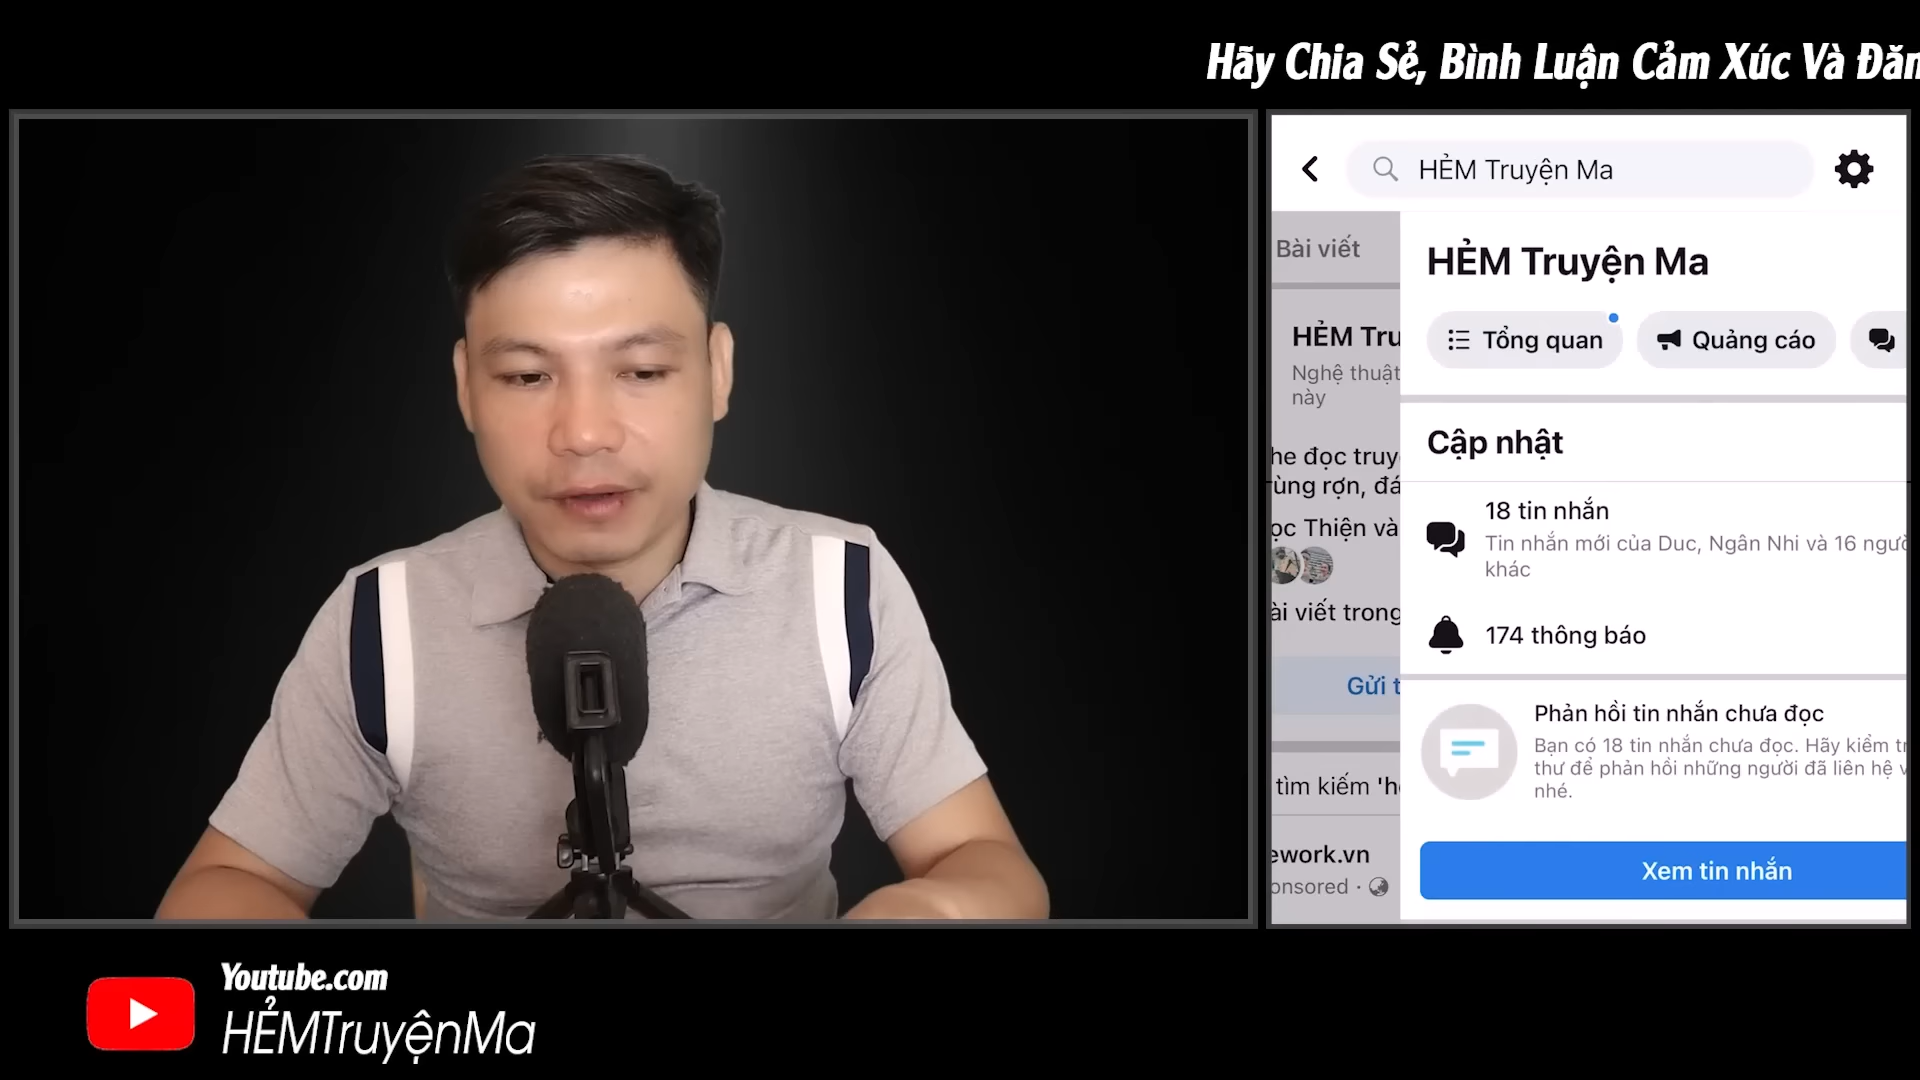 Hãy Chia Sẻ, Bình Luận Cảm Xúc Và Đăn
HẺM Truyện Ma
Bài viết
HẺM Tru
Nghệ thuật
này
he đọc truy
ùng rợn, đá
ọc Thiện và
ài viết trong
Gửi t
tìm kiếm 'h
ework.vn
onsored ·
HẺM Truyện Ma
Tổng quan
Quảng cáo
Cập nhật
18 tin nhắn
Tin nhắn mới của Duc, Ngân Nhi và 16 ngườ
khác
174 thông báo
Phản hồi tin nhắn chưa đọc
Bạn có 18 tin nhắn chưa đọc. Hãy kiểm tr
thư để phản hồi những người đã liên hệ v
nhé.
Xem tin nhắn
Youtube.com
HẺMTruyệnMa